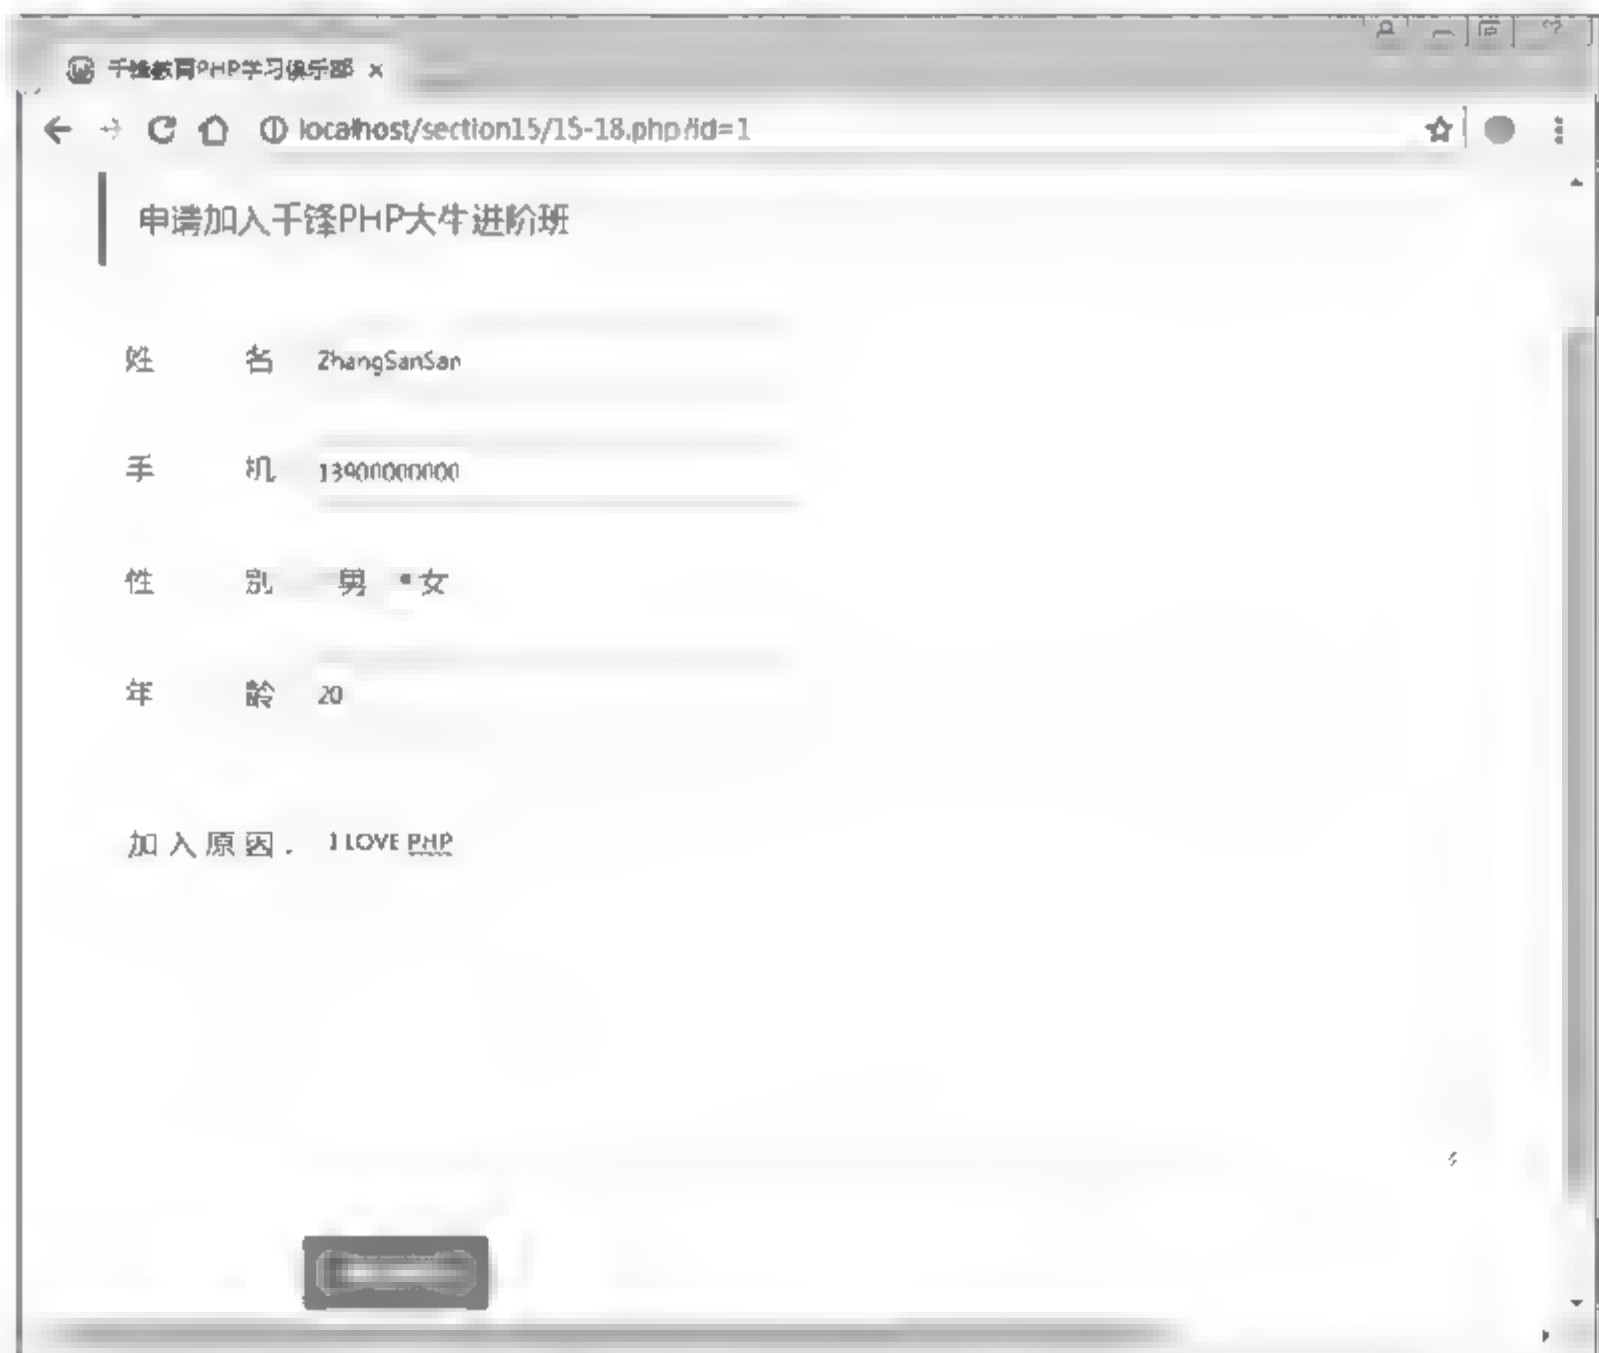 千锋教育PHP学习俱乐部 ×
localhost/section15/15-18.php?id=1
申请加入千锋PHP大牛进阶班
姓 名 ZhangSanSan
手 机 13900000000
性 别 男 女
年 龄 20
加入原因: I LOVE PHP